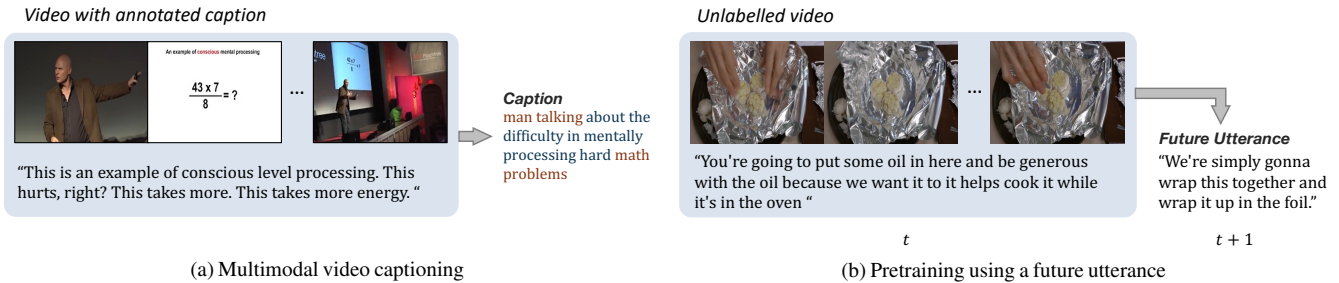 Video with annotated caption
An example of conscious mental processing
43 x 7
8
= ?
...
43 x 7
8
Caption
man talking about the
difficulty in mentally
processing hard math
problems
“This is an example of conscious level processing. This
hurts, right? This takes more. This takes more energy. “
(a) Multimodal video captioning
Unlabelled video
...
Future Utterance
“We're simply gonna
wrap this together and
wrap it up in the foil.”
“You're going to put some oil in here and be generous
with the oil because we want it to it helps cook it while
it's in the oven “
t
t + 1
(b) Pretraining using a future utterance